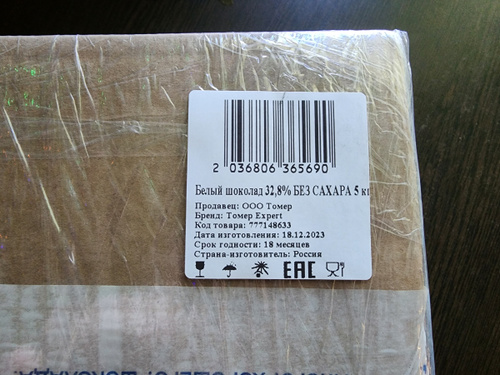 2 036806 365690
Белый шоколад 32,8% БЕЗ САХАРА 5 кг
Продавец: ООО Томер
Бренд: Томер Expert
Код товара: 777148633
Дата изготовления: 18.12.2023
Срок годности: 18 месяцев
Страна-изготовитель: Россия
EAC